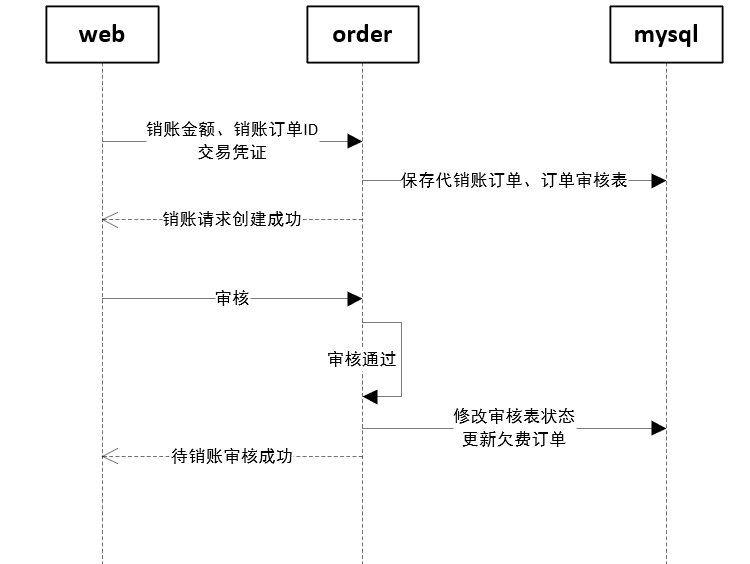 web
order
mysql
销账金额、销账订单ID
交易凭证
保存代销账订单、订单审核表
销账请求创建成功
审核
审核通过
修改审核表状态
更新欠费订单
待销账审核成功